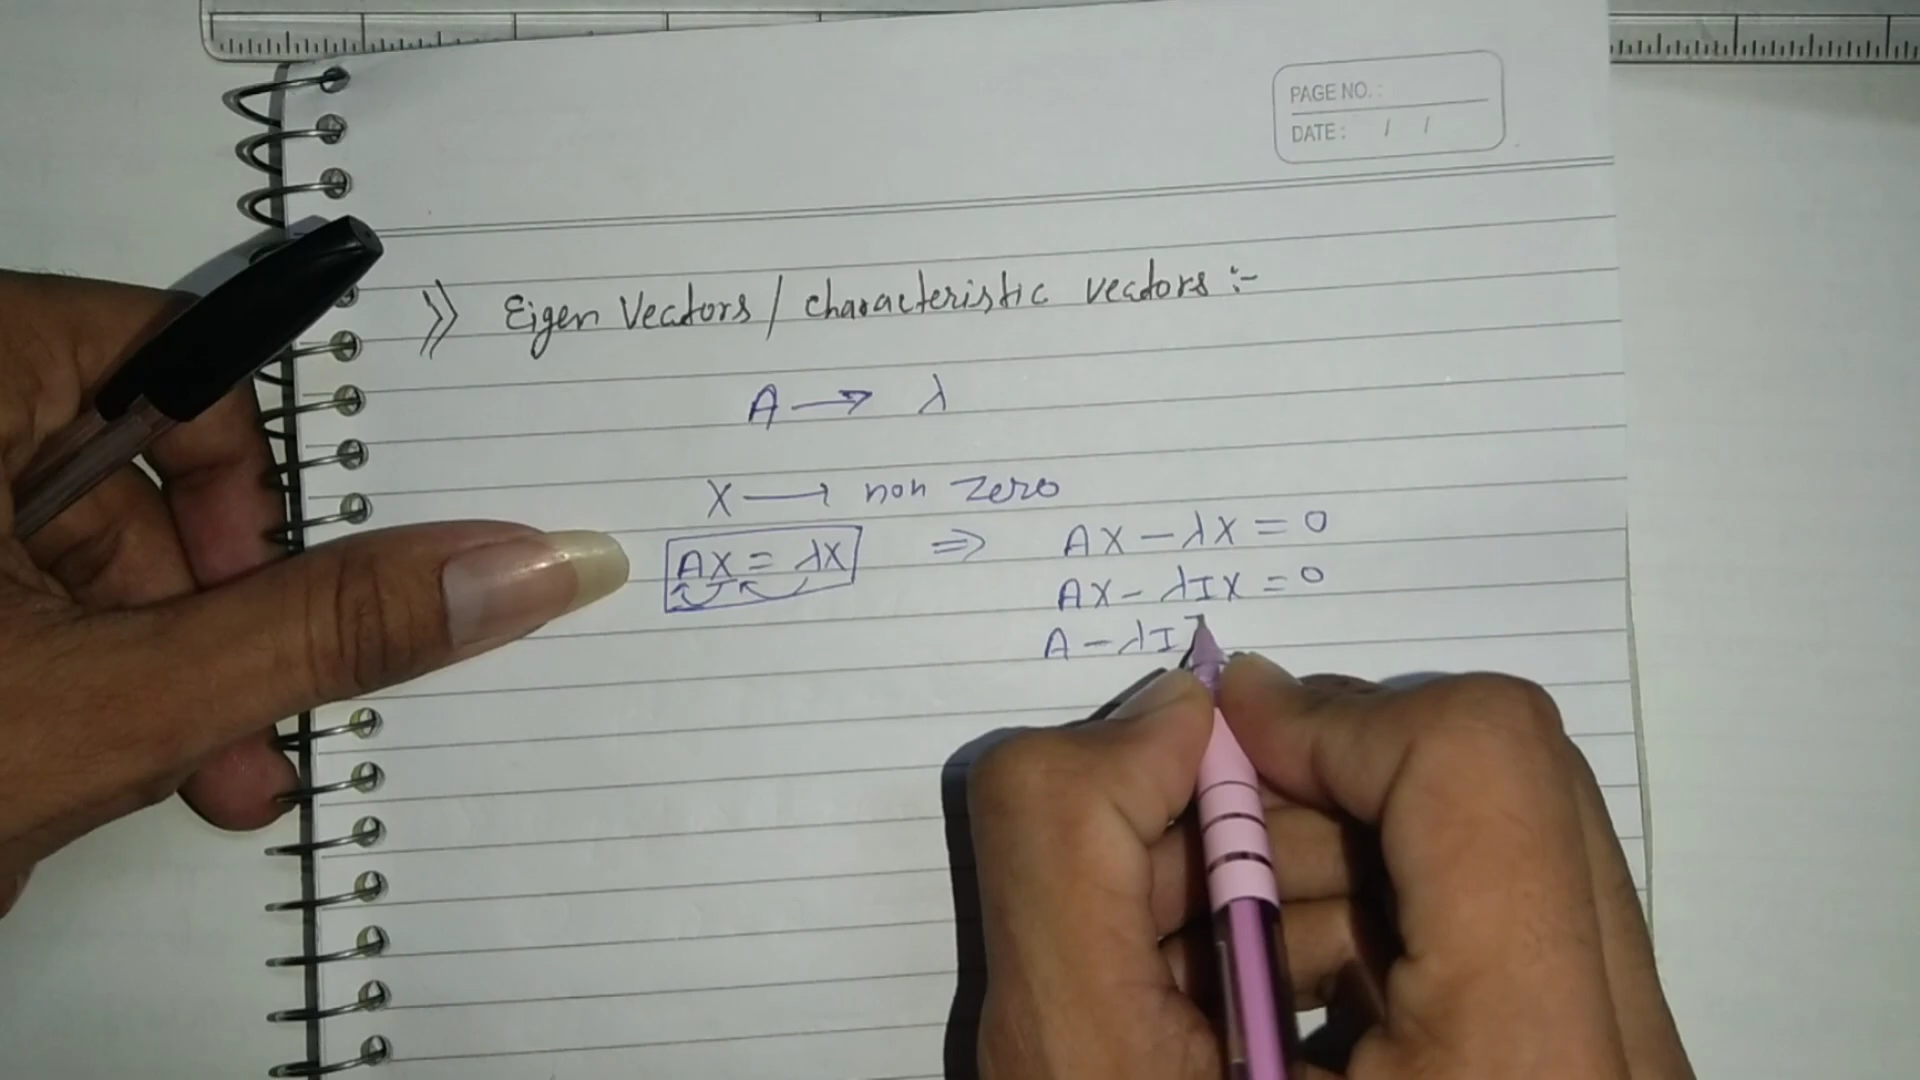 PAGE NO. :
DATE : / /
Eigen Vectors / characteristic vectors :-
A → λ
X → non zero
AX = λX ⇒ AX - λX = 0
AX - λIX = 0
A - λI